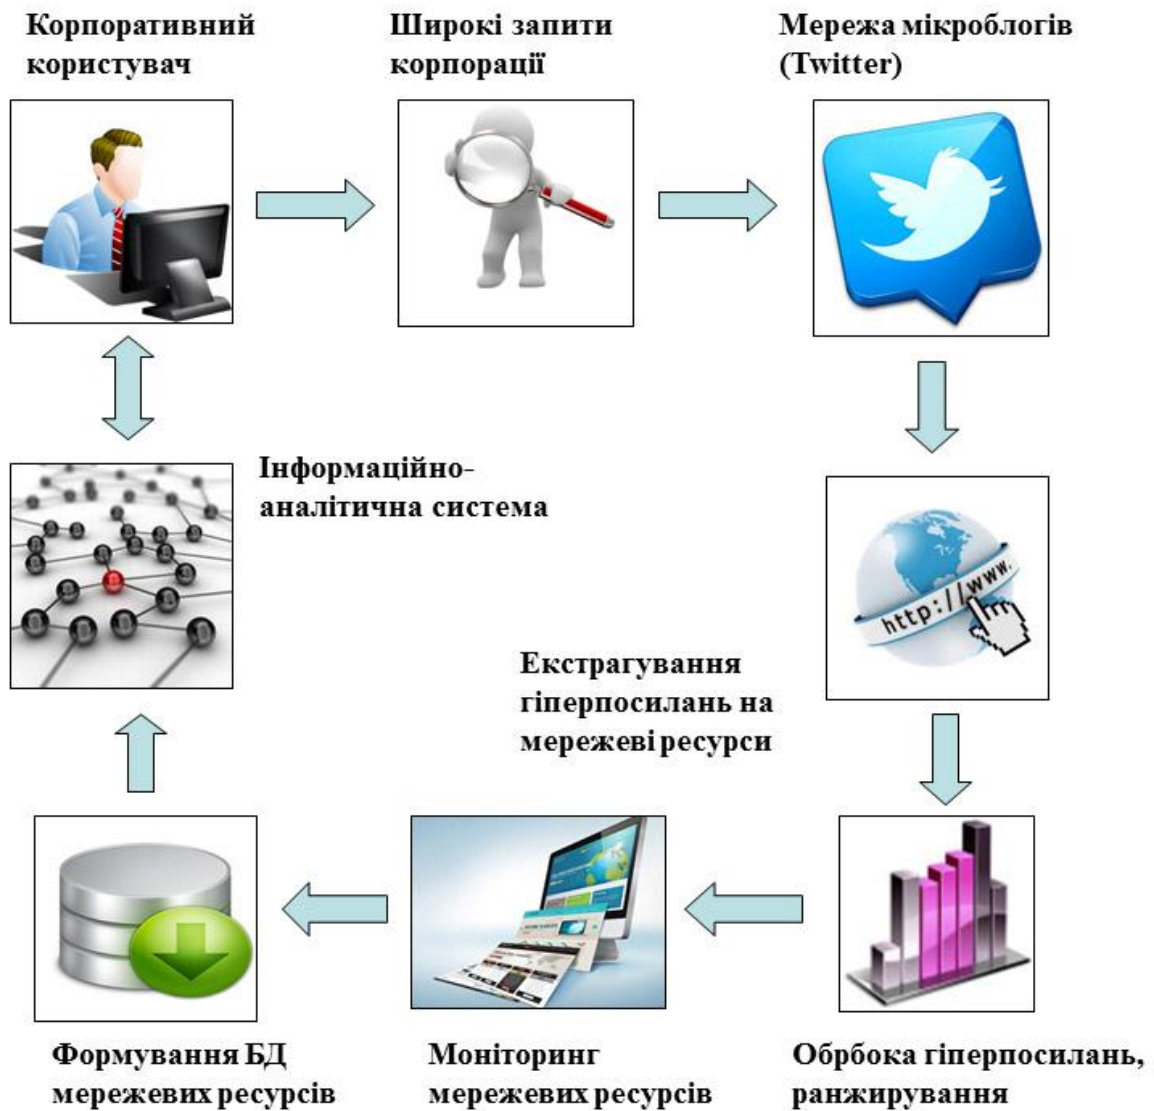 Корпоративний
користувач
Широкі запити
корпорації
Мережа мікроблогів
(Twitter)
Інформаційно-
аналітична система
http://www.
Екстрагування
гіперпосилань на
мережеві ресурси
Формування БД
мережевих ресурсів
Моніторинг
мережевих ресурсів
Обрбока гіперпосилань,
ранжирування